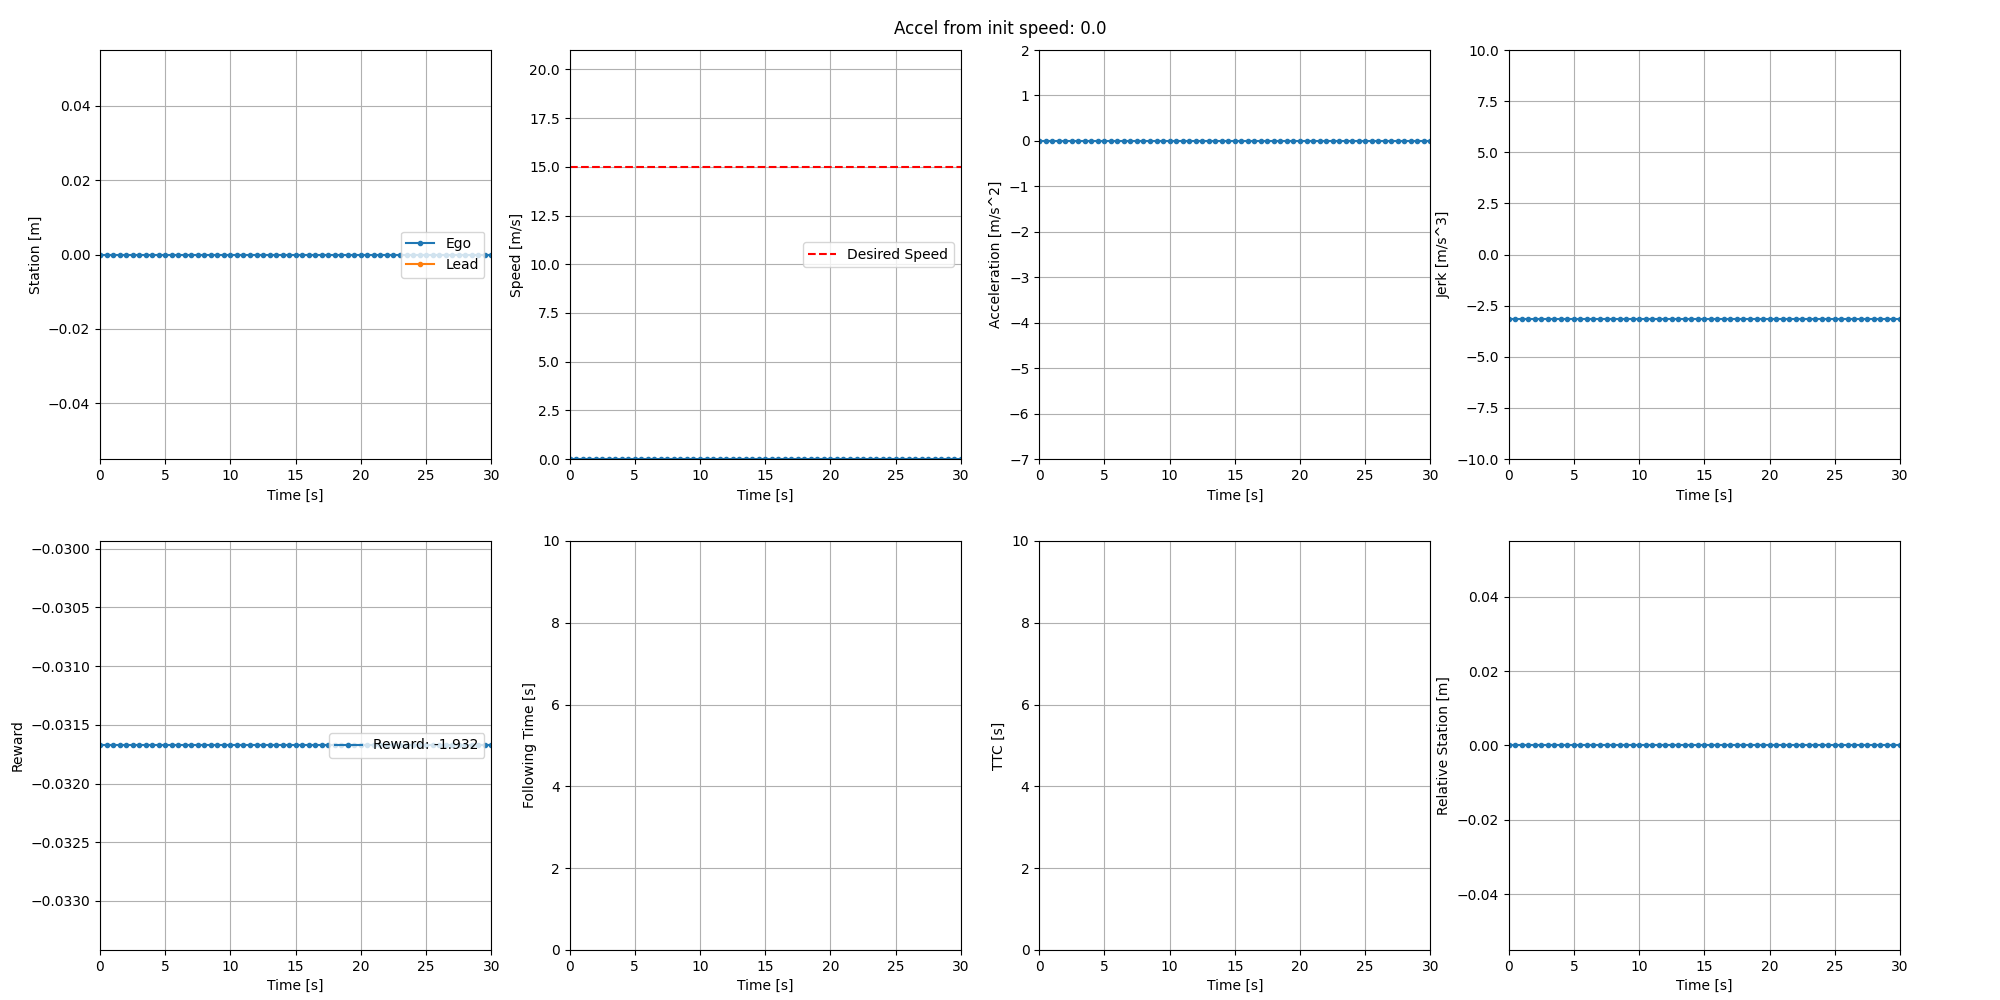 Accel from init speed: 0.0
Station [m]
0.04
0.02
0.00
−0.02
−0.04
0 5 10 15 20 25 30
Time [s]
Ego
Lead
Speed [m/s]
20.0
17.5
15.0
12.5
10.0
7.5
5.0
2.5
0.0
0 5 10 15 20 25 30
Time [s]
Desired Speed
Acceleration [m/s^2]
2
1
0
−1
−2
−3
−4
−5
−6
−7
0 5 10 15 20 25 30
Time [s]
Jerk [m/s^3]
10.0
7.5
5.0
2.5
0.0
−2.5
−5.0
−7.5
−10.0
0 5 10 15 20 25 30
Time [s]
Reward
−0.0300
−0.0305
−0.0310
−0.0315
−0.0320
−0.0325
−0.0330
0 5 10 15 20 25 30
Time [s]
Reward: -1.932
Following Time [s]
10
8
6
4
2
0
0 5 10 15 20 25 30
Time [s]
TTC [s]
10
8
6
4
2
0
0 5 10 15 20 25 30
Time [s]
Relative Station [m]
0.04
0.02
0.00
−0.02
−0.04
0 5 10 15 20 25 30
Time [s]